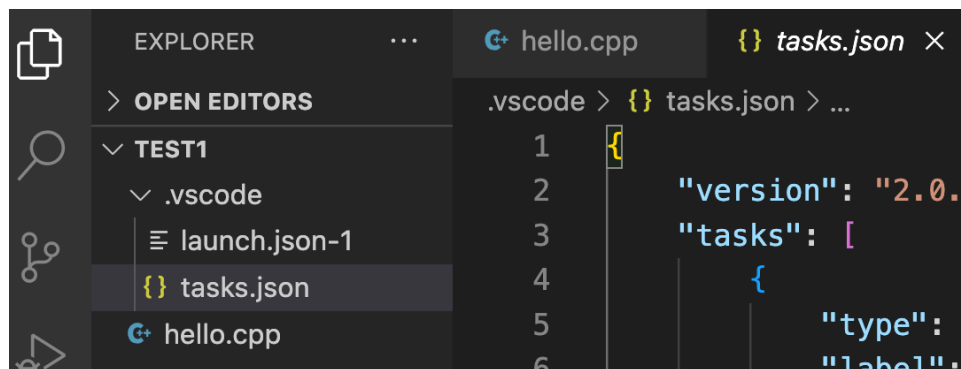 EXPLORER ...
OPEN EDITORS
TEST1
.vscode
launch.json-1
{} tasks.json
hello.cpp
hello.cpp {} tasks.json ×
.vscode > {} tasks.json > ...
1 {
2 "version": "2.0.
3 "tasks": [
4 {
5 "type":
6 "label":